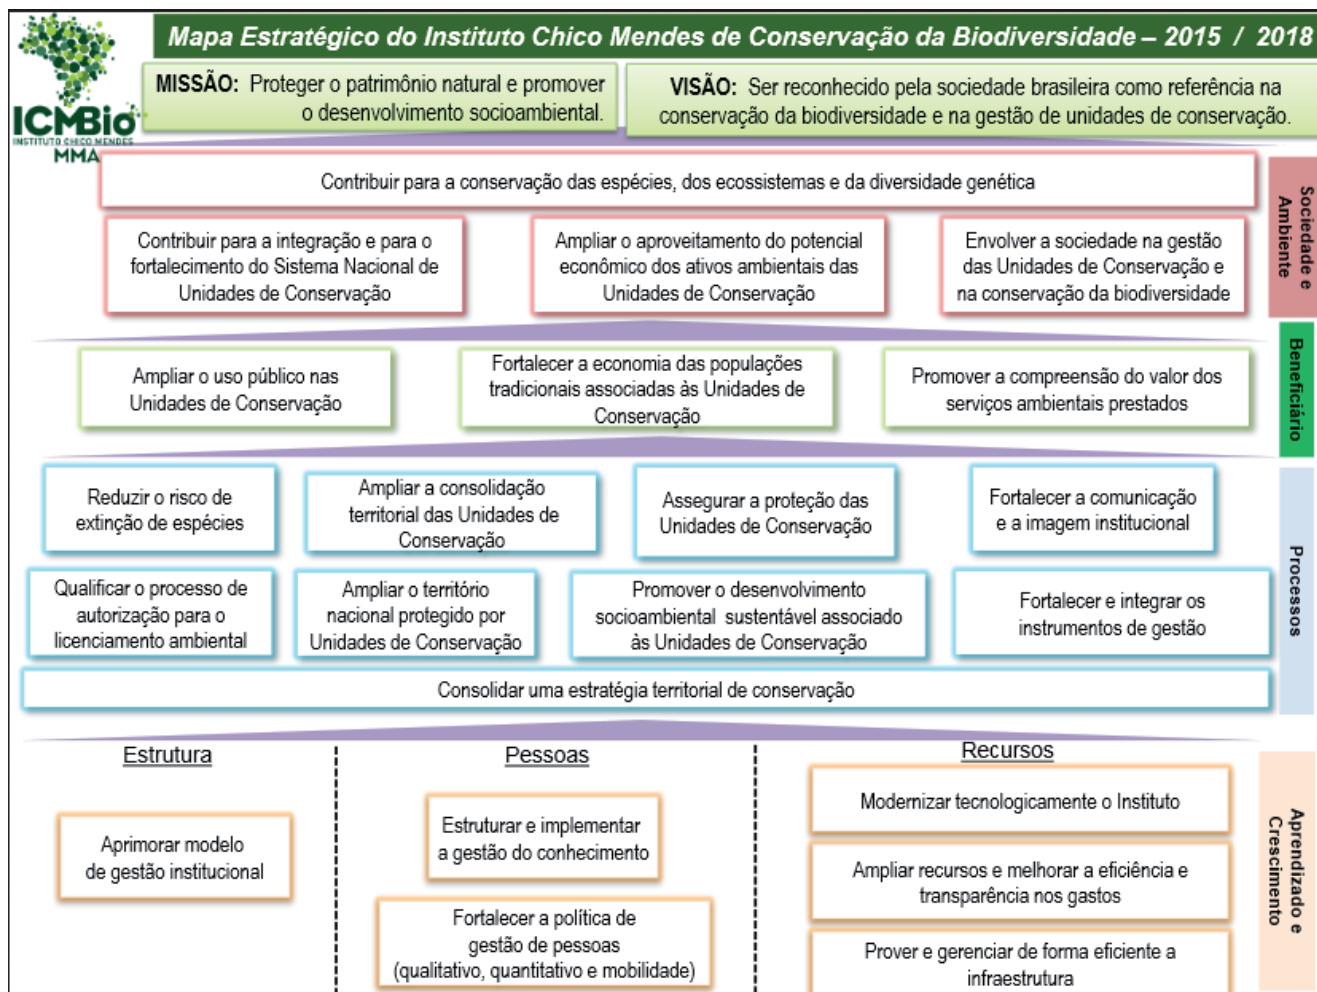 Mapa Estratégico do Instituto Chico Mendes de Conservação da Biodiversidade – 2015 / 2018
ICMBio
INSTITUTO CHICO MENDES
MMA
MISSÃO: Proteger o patrimônio natural e promover
o desenvolvimento socioambiental.
VISÃO: Ser reconhecido pela sociedade brasileira como referência na
conservação da biodiversidade e na gestão de unidades de conservação.
Sociedade e
Ambiente
Contribuir para a conservação das espécies, dos ecossistemas e da diversidade genética
Contribuir para a integração e para o
fortalecimento do Sistema Nacional de
Unidades de Conservação
Ampliar o aproveitamento do potencial
econômico dos ativos ambientais das
Unidades de Conservação
Envolver a sociedade na gestão
das Unidades de Conservação e
na conservação da biodiversidade
Beneficiário
Ampliar o uso público nas
Unidades de Conservação
Fortalecer a economia das populações
tradicionais associadas às Unidades de
Conservação
Promover a compreensão do valor dos
serviços ambientais prestados
Processos
Reduzir o risco de
extinção de espécies
Ampliar a consolidação
territorial das Unidades de
Conservação
Assegurar a proteção das
Unidades de Conservação
Fortalecer a comunicação
e a imagem institucional
Qualificar o processo de
autorização para o
licenciamento ambiental
Ampliar o território
nacional protegido por
Unidades de Conservação
Promover o desenvolvimento
socioambiental sustentável associado
às Unidades de Conservação
Fortalecer e integrar os
instrumentos de gestão
Consolidar uma estratégia territorial de conservação
Aprendizado e
Crescimento
Estrutura
Aprimorar modelo
de gestão institucional
Pessoas
Estruturar e implementar
a gestão do conhecimento
Fortalecer a política de
gestão de pessoas
(qualitativo, quantitativo e mobilidade)
Recursos
Modernizar tecnologicamente o Instituto
Ampliar recursos e melhorar a eficiência e
transparência nos gastos
Prover e gerenciar de forma eficiente a
infraestrutura